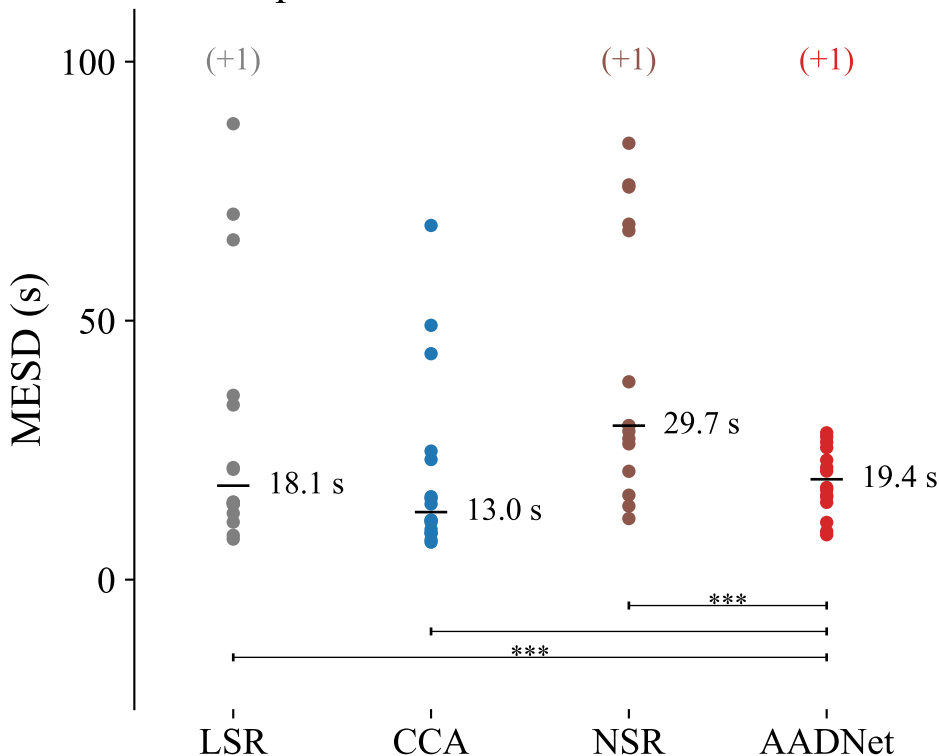 100
(+1)
(+1)
(+1)
50
MESD (s)
29.7 s
18.1 s
13.0 s
19.4 s
0
***
***
LSR
CCA
NSR
AADNet